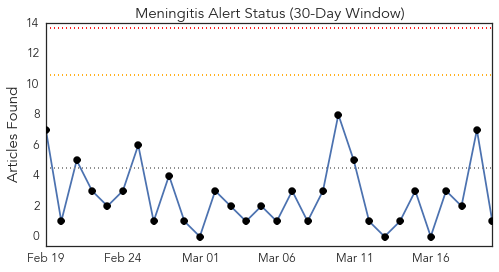 Meningitis Alert Status (30-Day Window)
Articles Found
14
12
10
8
6
4
2
0
Feb 19
Feb 24
Mar 01
Mar 06
Mar 11
Mar 16